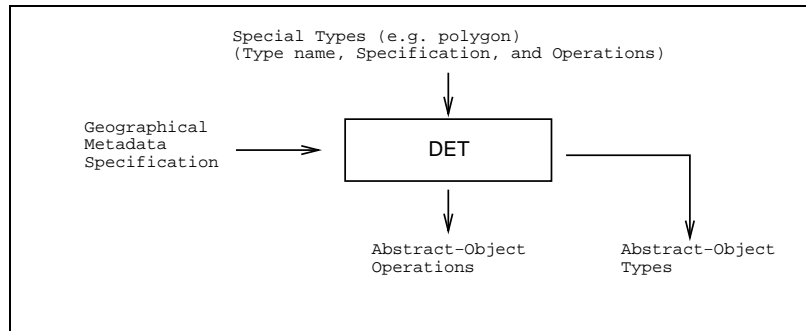 Special Types (e.g. polygon)
(Type name, Specification, and Operations)
Geographical
Metadata
Specification
DET
Abstract-Object
Operations
Abstract-Object
Types